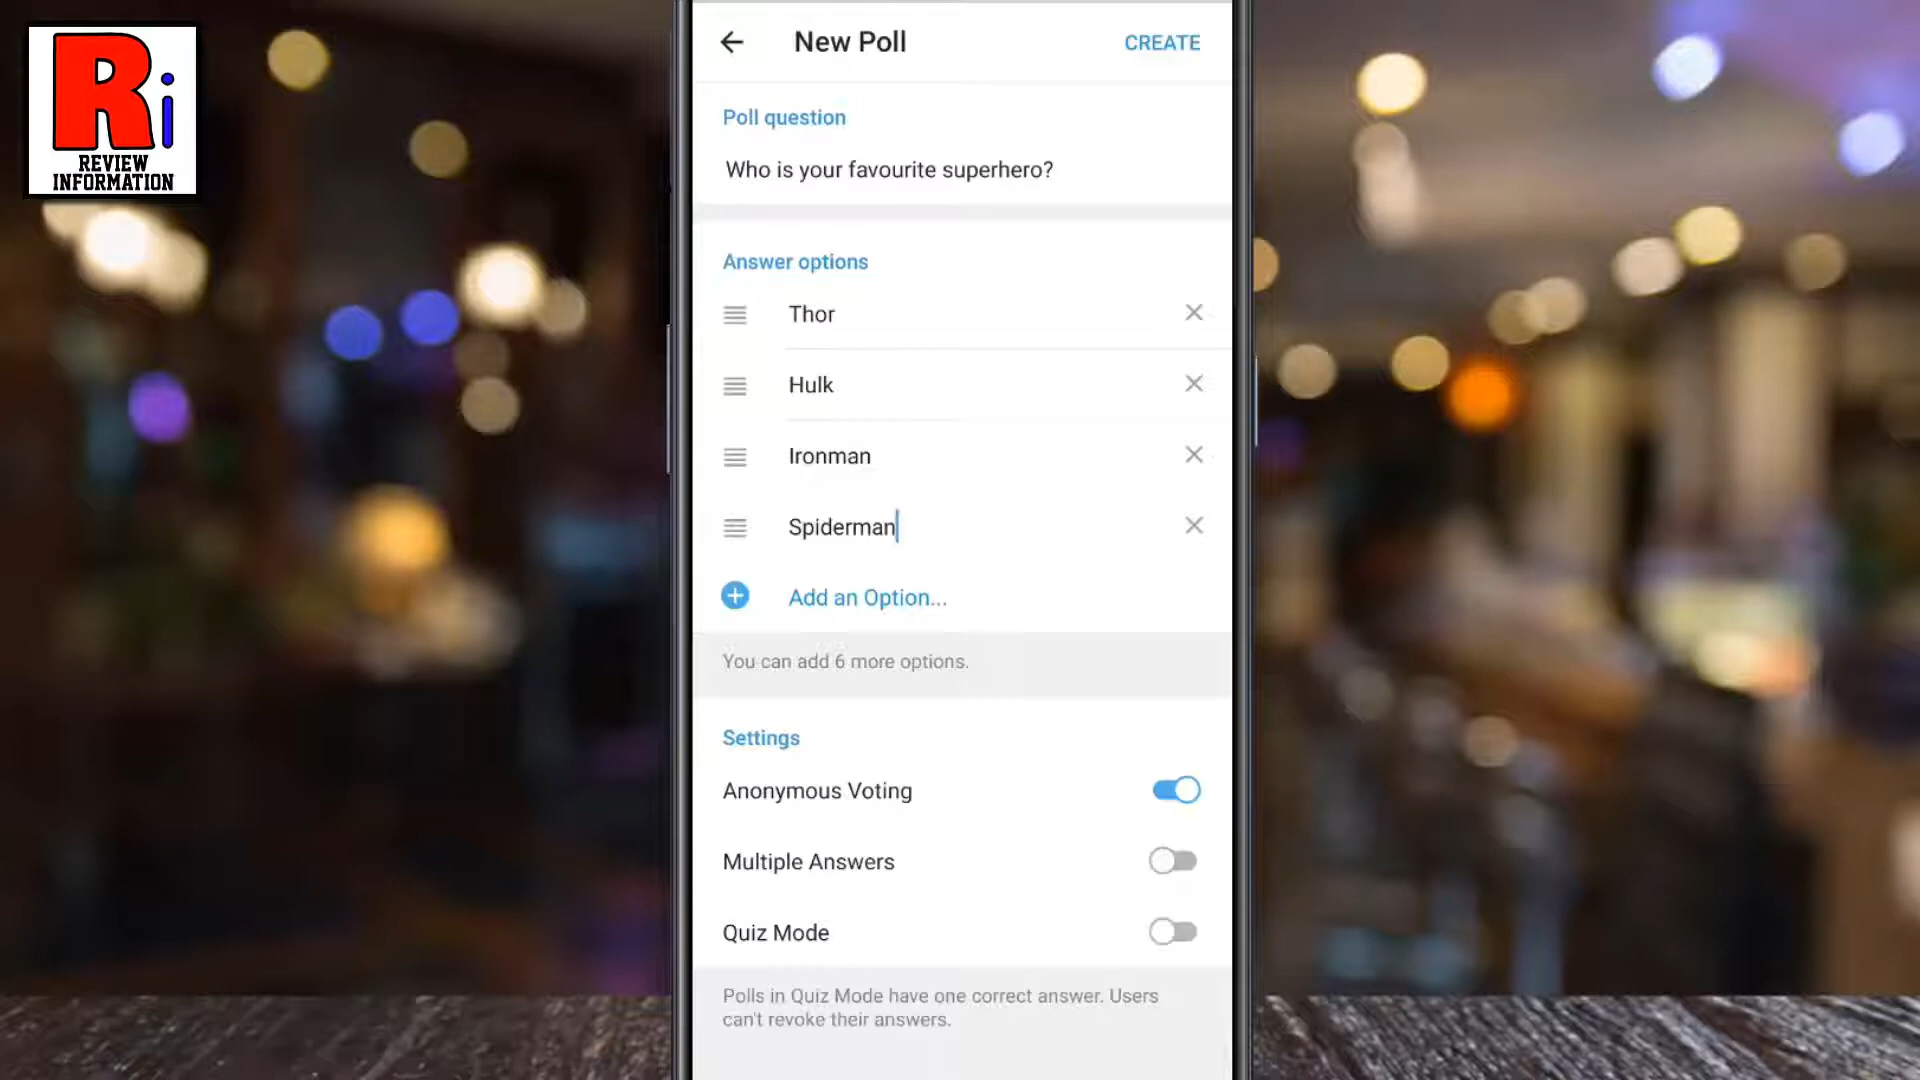 Ri
REVIEW
INFORMATION
New Poll
CREATE
Poll question
Who is your favourite superhero?
Answer options
Thor
Hulk
Ironman
Spiderman
Add an Option...
You can add 6 more options.
Settings
Anonymous Voting
Multiple Answers
Quiz Mode
Polls in Quiz Mode have one correct answer. Users
can't revoke their answers.